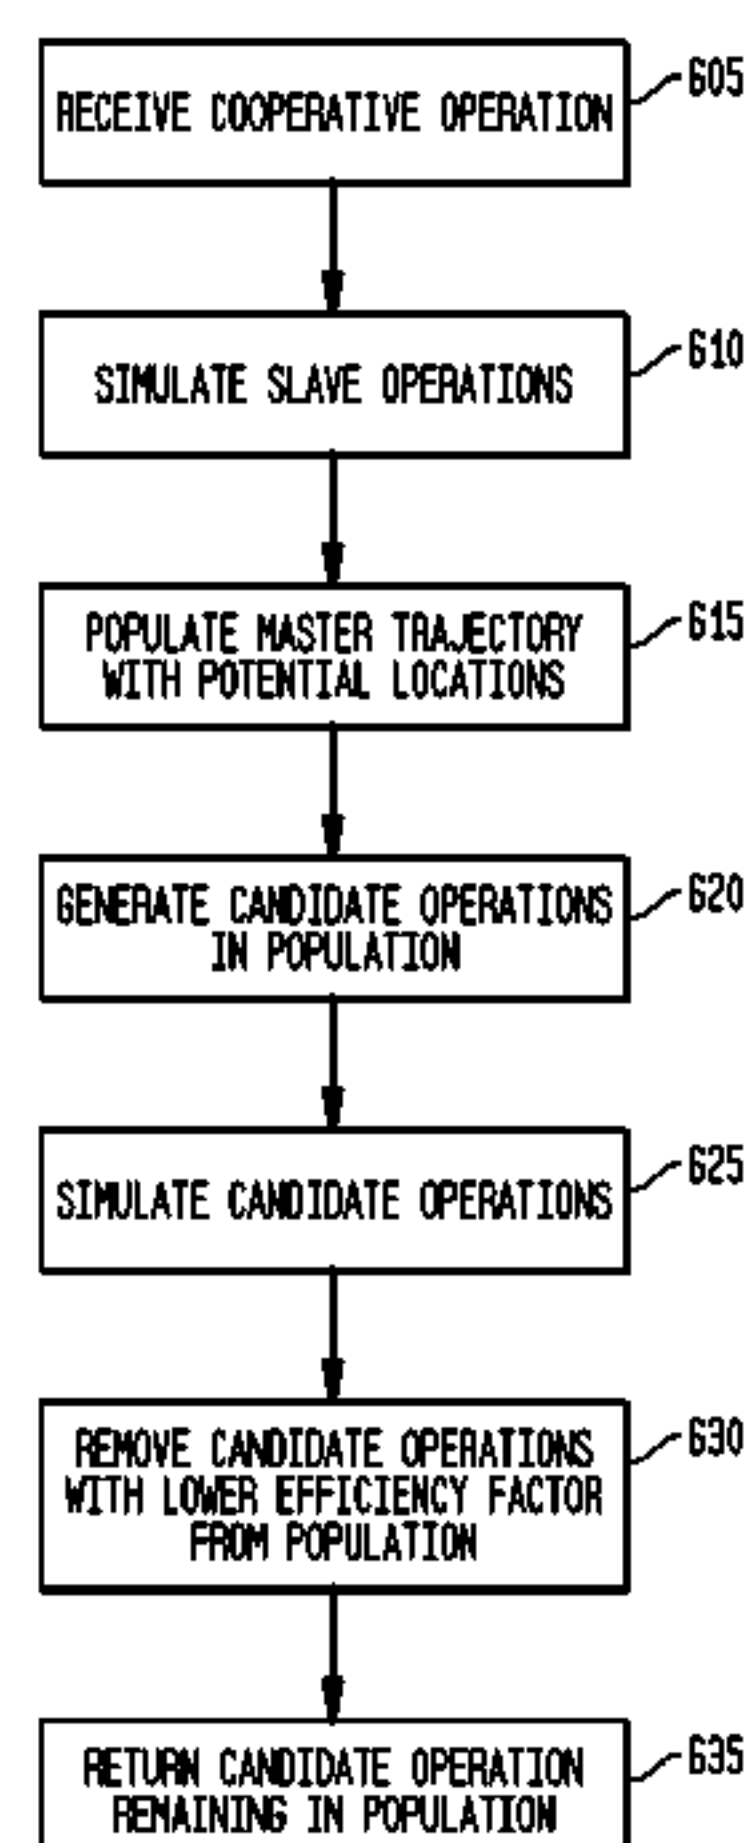 RECEIVE COOPERATIVE OPERATION
605
SIMULATE SLAVE OPERATIONS
610
POPULATE MASTER TRAJECTORY
WITH POTENTIAL LOCATIONS
615
GENERATE CANDIDATE OPERATIONS
IN POPULATION
620
SIMULATE CANDIDATE OPERATIONS
625
REMOVE CANDIDATE OPERATIONS
WITH LOWER EFFICIENCY FACTOR
FROM POPULATION
630
RETURN CANDIDATE OPERATION
REMAINING IN POPULATION
635